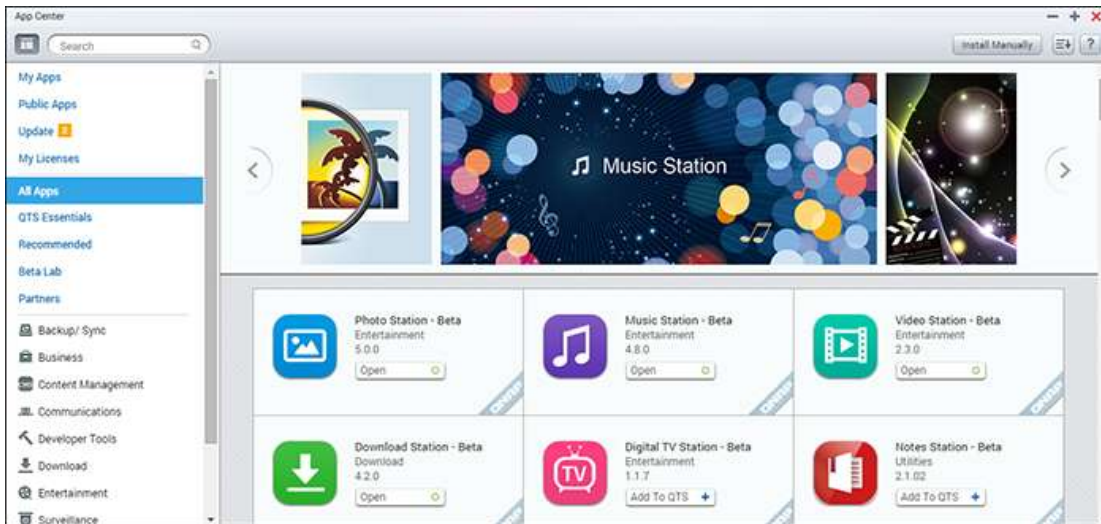 App Center
Search
Install Manually
?
My Apps
Public Apps
Update 2
My Licenses
All Apps
QTS Essentials
Recommended
Beta Lab
Partners
Backup/ Sync
Business
Content Management
Communications
Developer Tools
Download
Entertainment
Surveillance
Music Station
Photo Station - Beta
Entertainment
5.0.0
Open
QNAP
Music Station - Beta
Entertainment
4.8.0
Open
QNAP
Video Station - Beta
Entertainment
2.3.0
Open
QNAP
Download Station - Beta
Download
4.2.0
Open
TV
Digital TV Station - Beta
Entertainment
1.1.7
Add To QTS +
Notes Station - Beta
Utilities
2.1.02
Add To QTS +